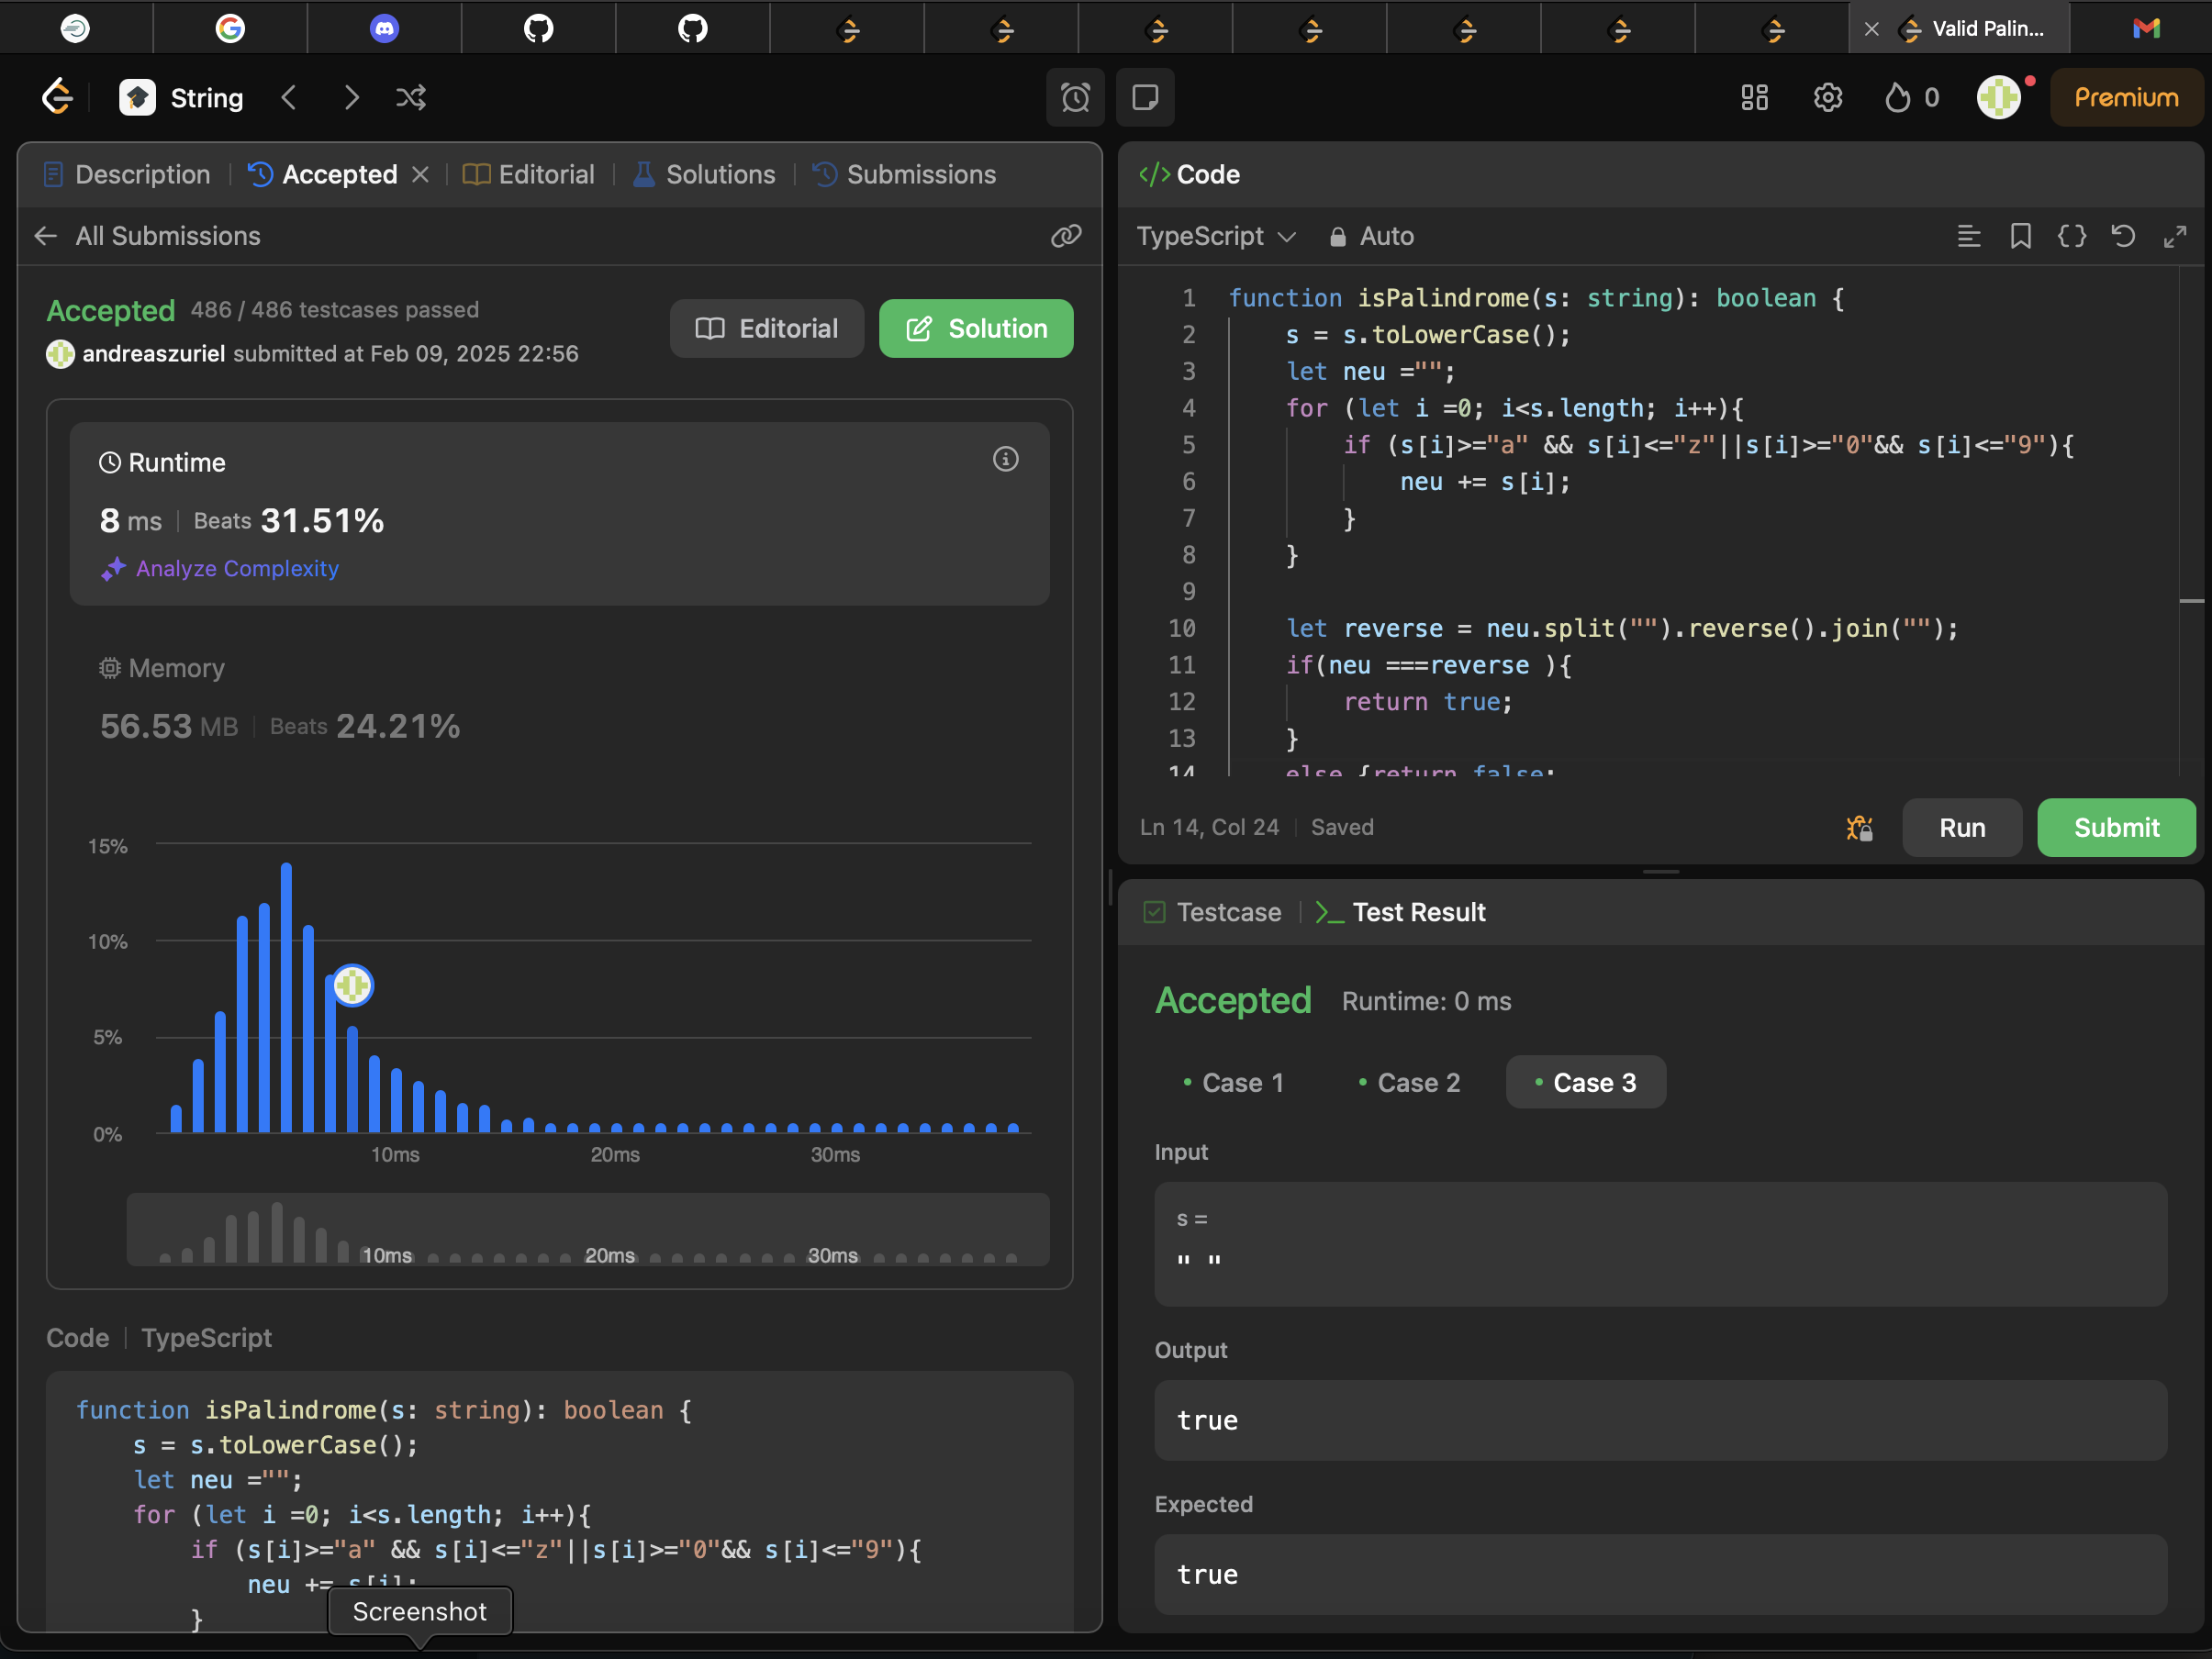 Valid Palin...
String
0
Premium
Description
Accepted
Editorial
Solutions
Submissions
All Submissions
Accepted 486 / 486 testcases passed
andreaszuriel submitted at Feb 09, 2025 22:56
Editorial
Solution
Runtime
8 ms Beats 31.51%
Analyze Complexity
Memory
56.53 MB Beats 24.21%
15%
10%
5%
0%
10ms 20ms 30ms
10ms 20ms 30ms
Code TypeScript
function isPalindrome(s: string): boolean {
s = s.toLowerCase();
let neu ="";
for (let i =0; i<s.length; i++){
if (s[i]>="a" && s[i]<="z"||s[i]>="0"&& s[i]<="9"){
neu += s[i];
}
Screenshot
</> Code
TypeScript Auto
1 function isPalindrome(s: string): boolean {
2 s = s.toLowerCase();
3 let neu ="";
4 for (let i =0; i<s.length; i++){
5 if (s[i]>="a" && s[i]<="z"||s[i]>="0"&& s[i]<="9"){
6 neu += s[i];
7 }
8 }
9
10 let reverse = neu.split("").reverse().join("");
11 if(neu ===reverse ){
12 return true;
13 }
14 else {return false;
Ln 14, Col 24 Saved
Run
Submit
Testcase
Test Result
Accepted Runtime: 0 ms
Case 1 Case 2 Case 3
Input
s =
" "
Output
true
Expected
true